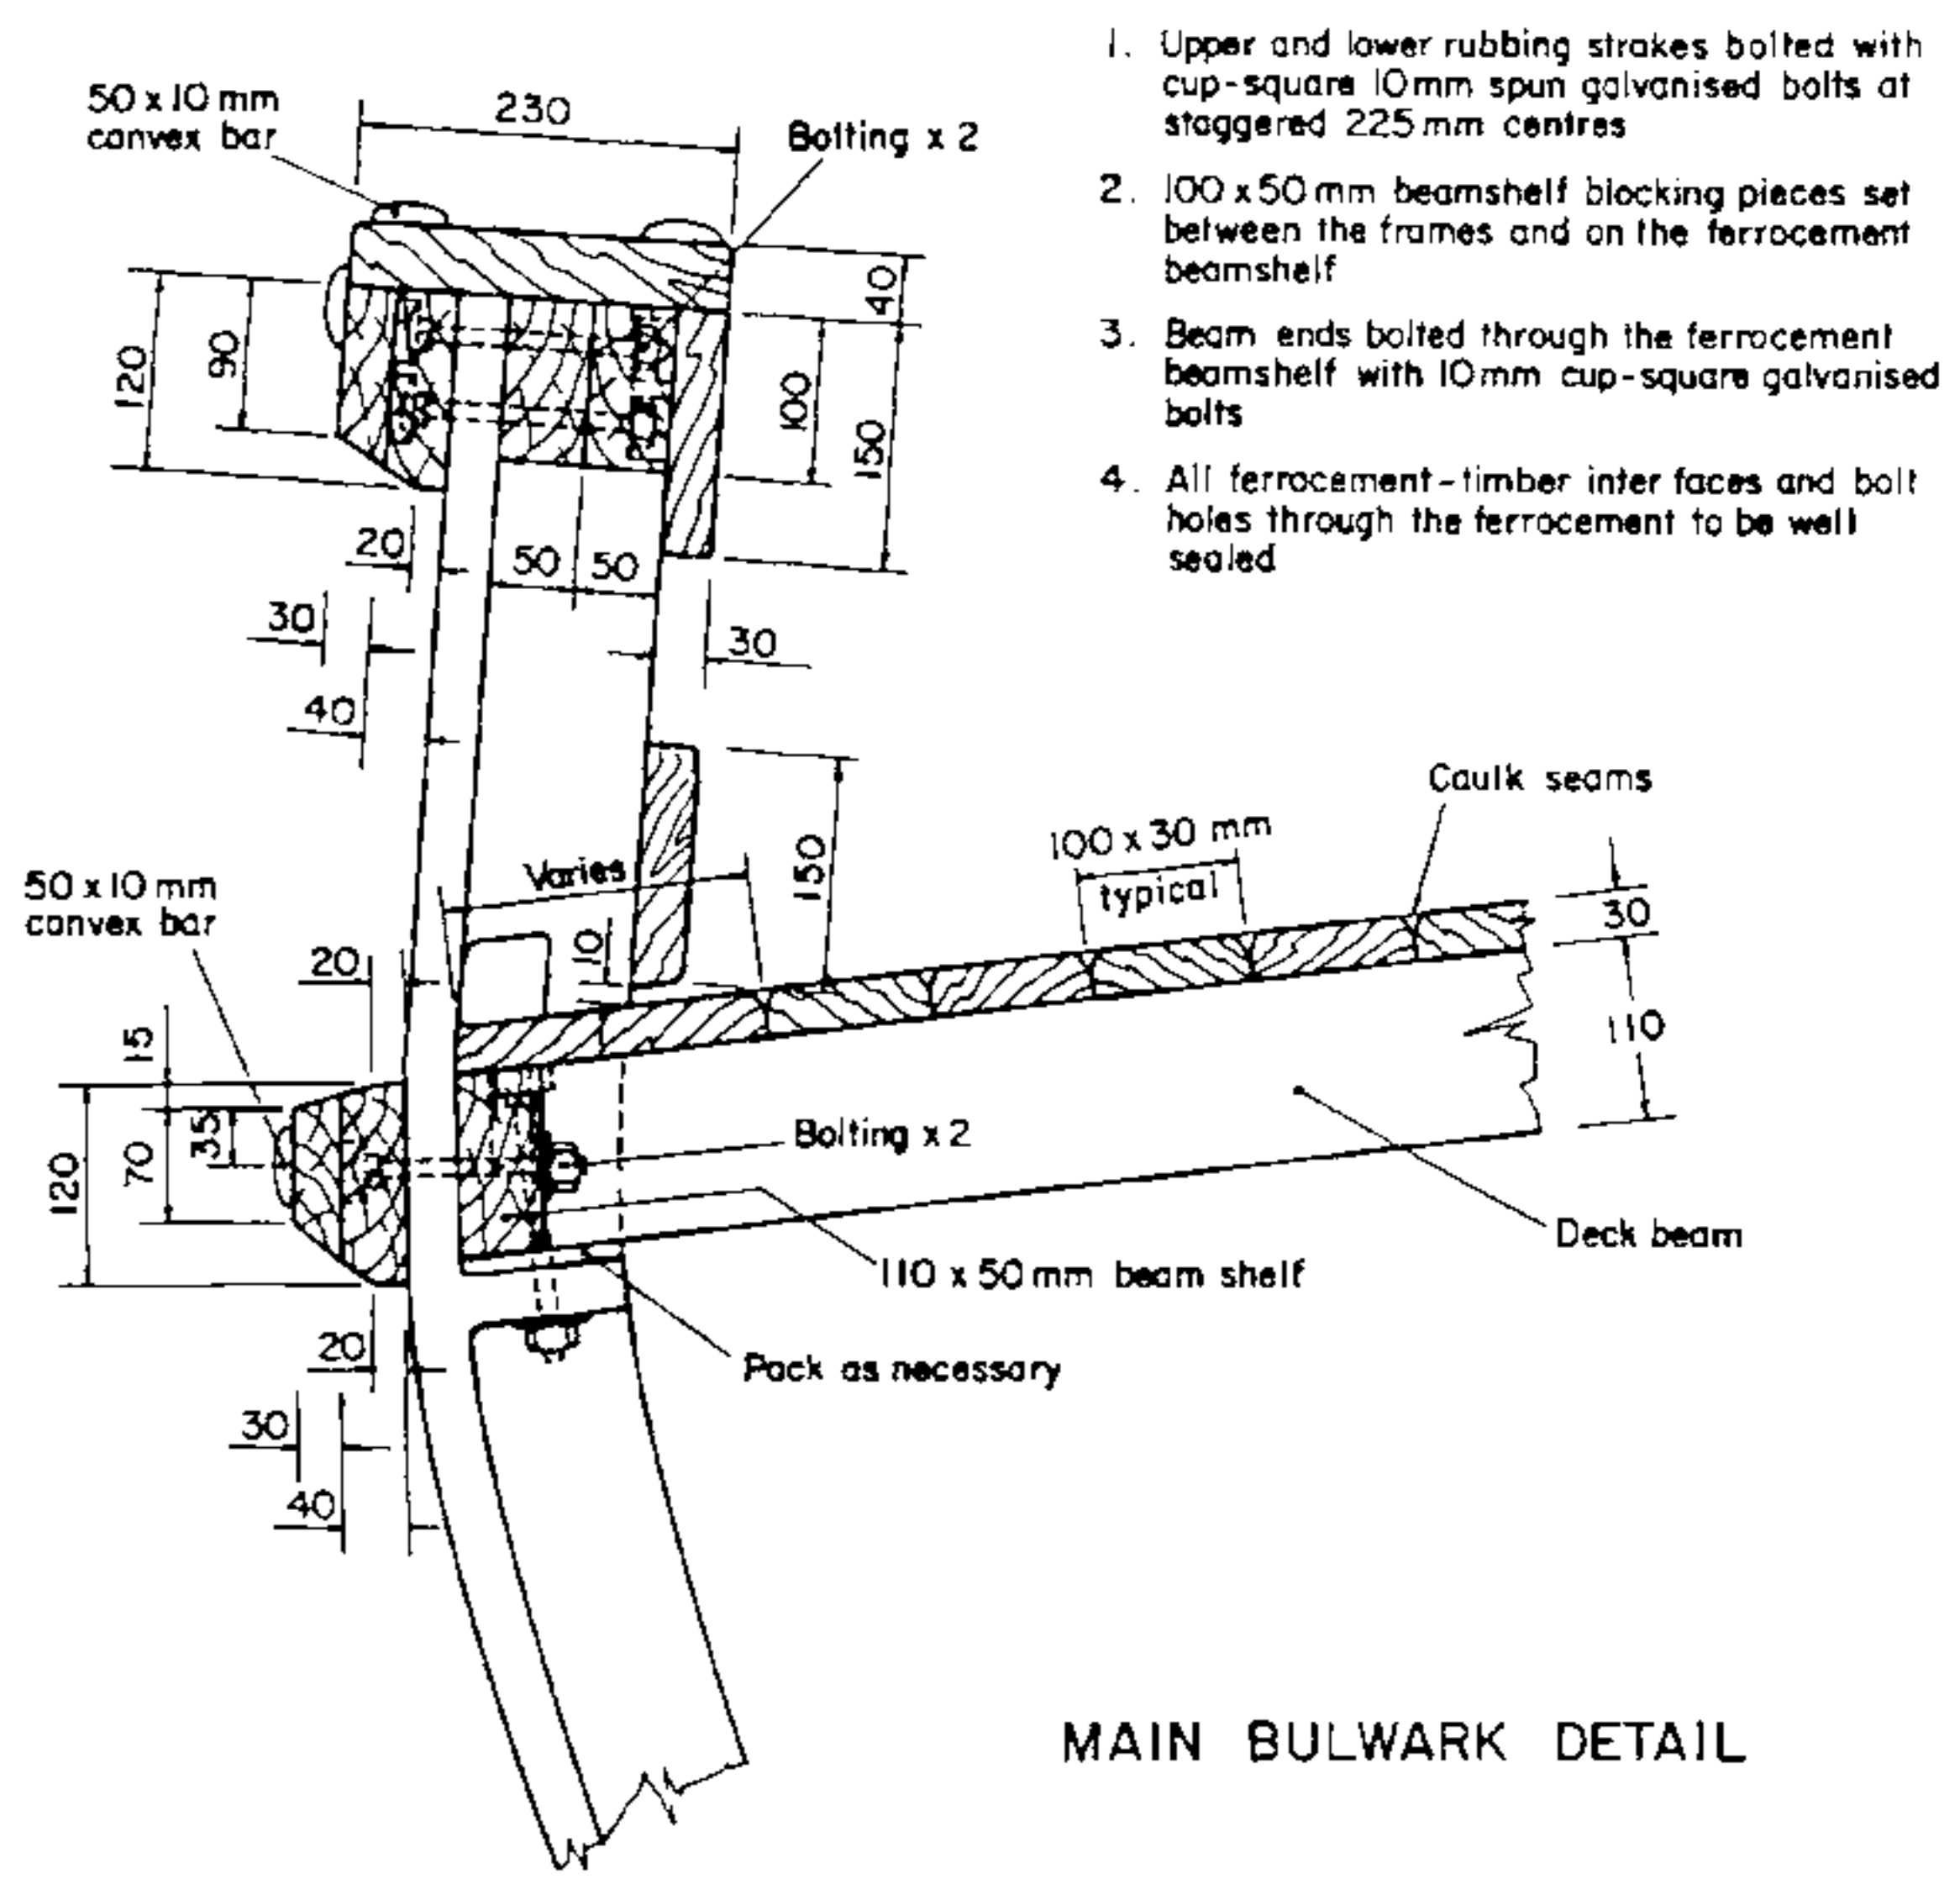 1. Upper and lower rubbing strakes bolted with
cup-square 10mm spun galvanised bolts at
staggered 225mm centres
2. 100x50mm beamshelf blocking pieces set
between the frames and on the ferrocement
beamshelf
3. Beam ends bolted through the ferrocement
beamshelf with 10mm cup-square galvanised
bolts
4. All ferrocement-timber inter faces and bolt
holes through the ferrocement to be well
sealed
50 x 10 mm
convex bar
230
Bolting x 2
40
120
90
100
150
20
50
50
30
30
40
150
Caulk seams
100 x 30 mm
typical
Varies
50 x 10 mm
convex bar
20
10
30
15
110
35
70
120
Bolting x 2
Deck beam
110 x 50mm beam shelf
20
Pack as necessary
30
40
MAIN BULWARK DETAIL